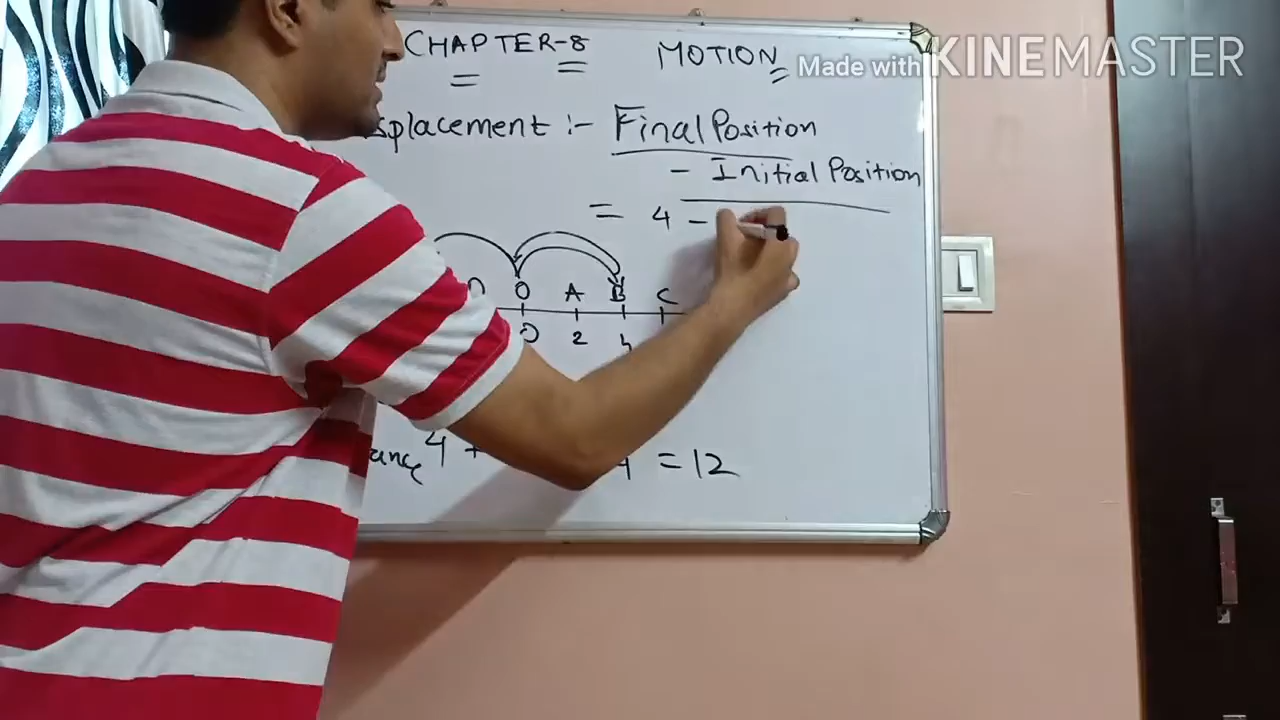 CHAPTER-8 MOTION
Made with KINEMASTER
splacement :- Final Position
- Initial Position
= 4 -
O A B C
0 2 4
4 + 4 = 12